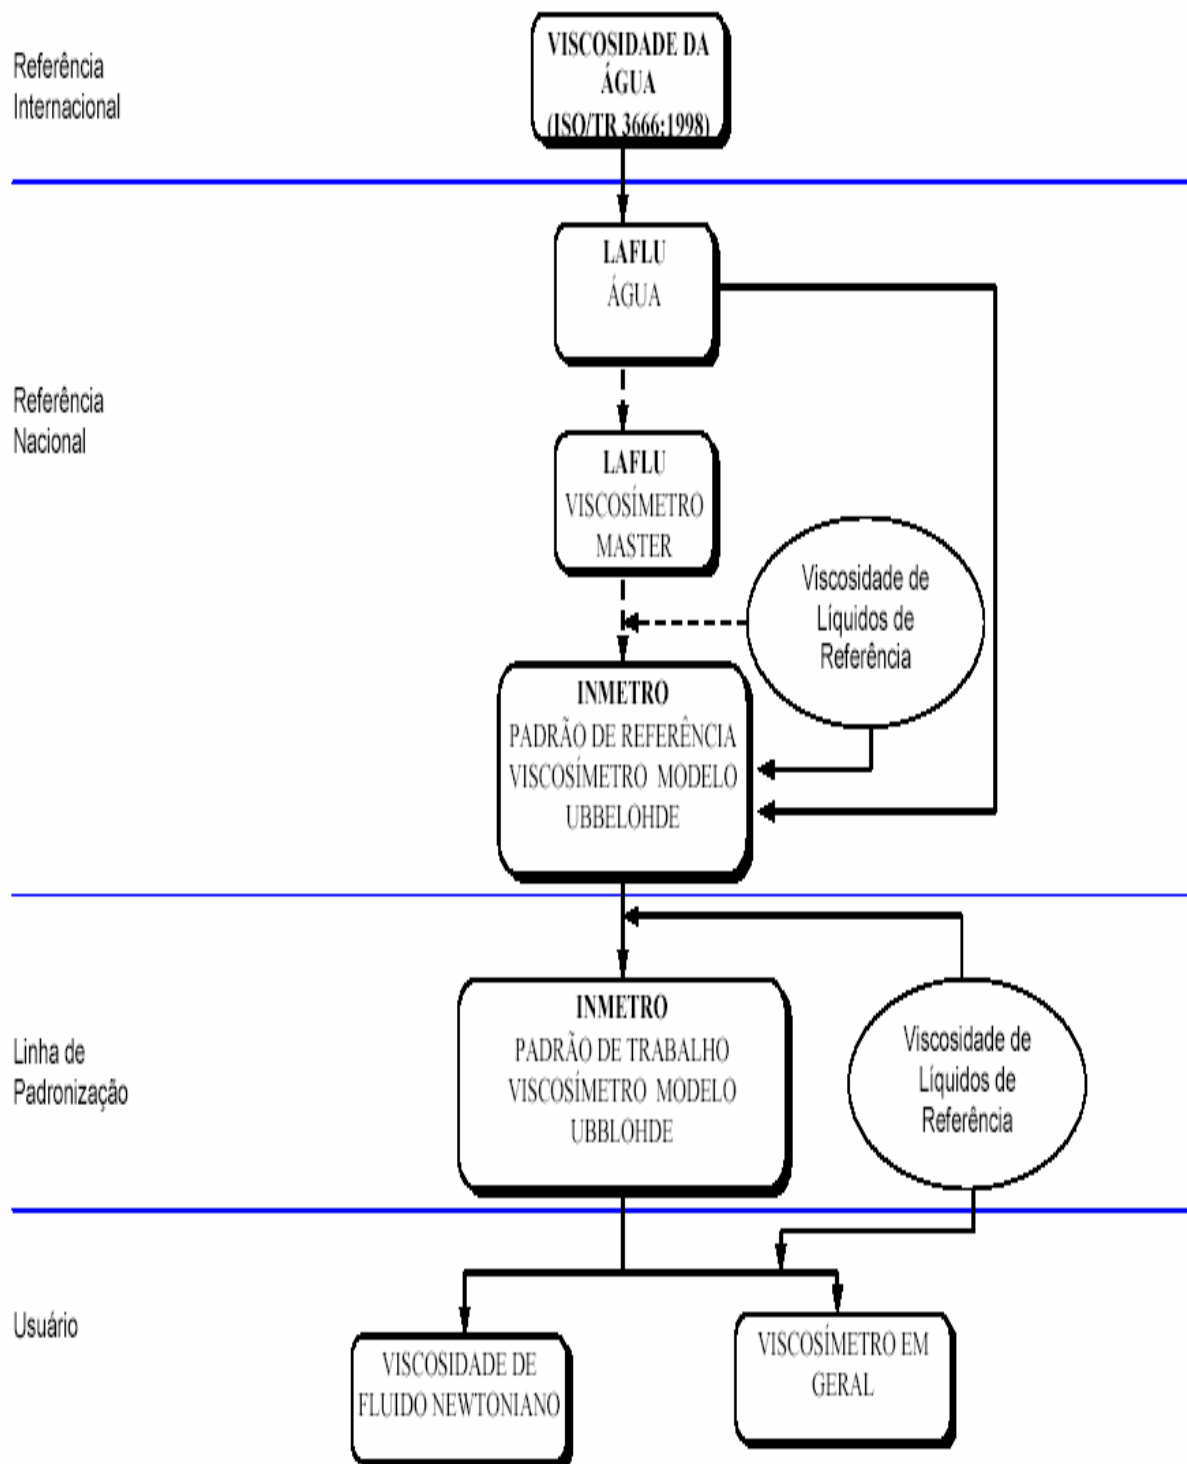 Referência
Internacional
VISCOSIDADE DA
ÁGUA
(ISO/TR 3666:1998)
Referência
Nacional
LAFLU
ÁGUA
LAFLU
VISCOSÍMETRO
MASTER
Viscosidade de
Líquidos de
Referência
INMETRO
PADRÃO DE REFERÊNCIA
VISCOSÍMETRO MODELO
UBBELOHDE
Linha de
Padronização
INMETRO
PADRÃO DE TRABALHO
VISCOSÍMETRO MODELO
UBBLOHDE
Viscosidade de
Líquidos de
Referência
Usuário
VISCOSIDADE DE
FLUIDO NEWTONIANO
VISCOSÍMETRO EM
GERAL